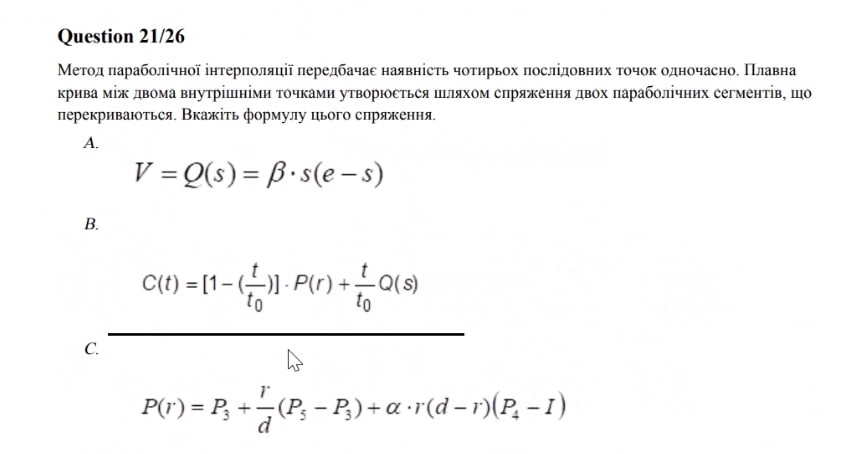 Question 21/26
Метод параболічної інтерполяції передбачає наявність чотирьох послідовних точок одночасно. Плавна
крива між двома внутрішніми точками утворюється шляхом спряження двох параболічних сегментів, що
перекриваються. Вкажіть формулу цього спряження.
A.
V = Q(s) = β · s(e – s)
B.
C(t) = [1 – (t/t₀)] · P(r) + t/t₀ Q(s)
C.
P(r) = P₃ + r/d (P₅ – P₃) + α · r(d – r)(P₄ – I)